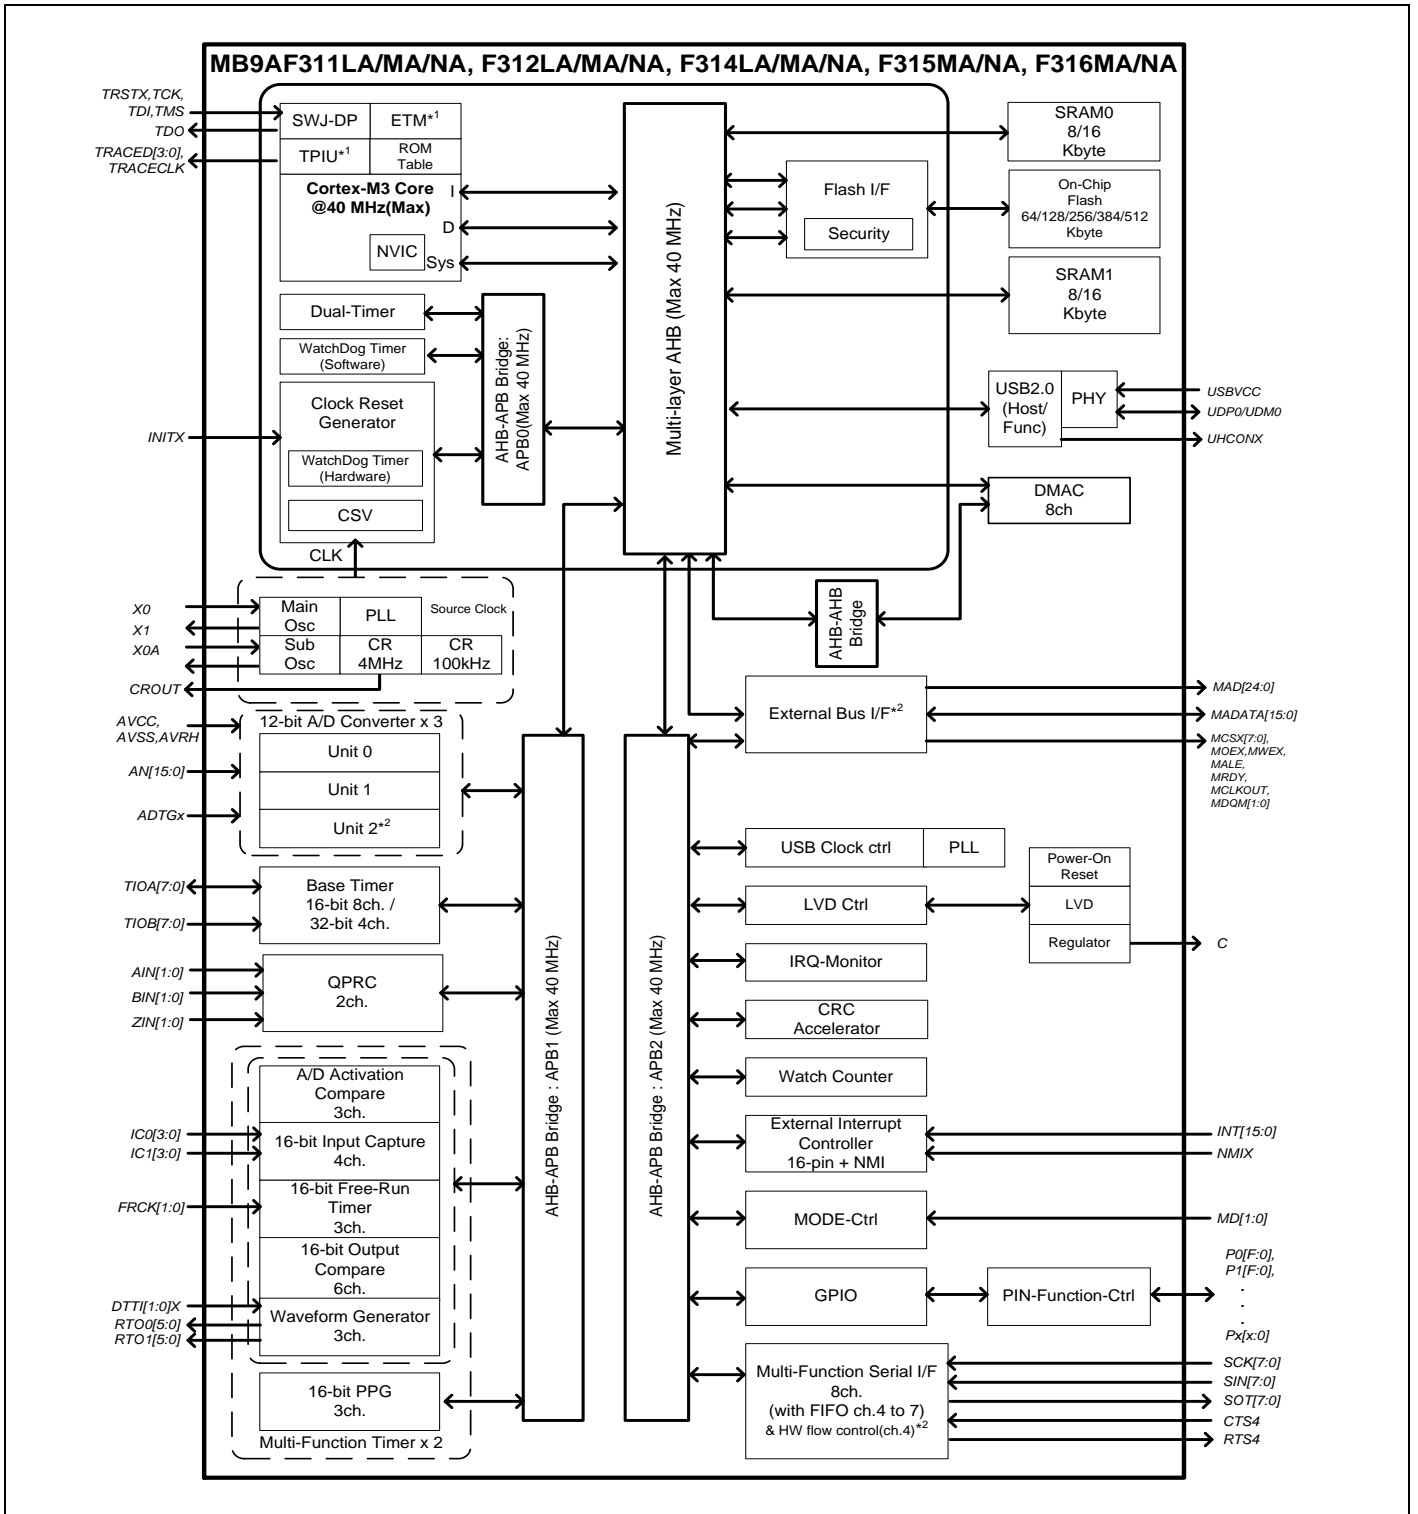 MB9AF311LA/MA/NA, F312LA/MA/NA, F314LA/MA/NA, F315MA/NA, F316MA/NA
TRSTX,TCK,
TDI,TMS
TDO
TRACED[3:0],
TRACECLK
SWJ-DP
ETM*1
TPIU*1
ROM
Table
Cortex-M3 Core
@40 MHz(Max)
I
D
Sys
NVIC
Dual-Timer
WatchDog Timer
(Software)
Clock Reset
Generator
WatchDog Timer
(Hardware)
CSV
CLK
INITX
AHB-APB Bridge:
APB0(Max 40 MHz)
Multi-layer AHB (Max 40 MHz)
Flash I/F
Security
SRAM0
8/16
Kbyte
On-Chip
Flash
64/128/256/384/512
Kbyte
SRAM1
8/16
Kbyte
USB2.0
(Host/
Func)
PHY
USBVCC
UDP0/UDM0
UHCONX
DMAC
8ch
AHB-AHB
Bridge
X0
X1
X0A
CROUT
Main
Osc
PLL
Source Clock
Sub
Osc
CR
4MHz
CR
100kHz
AVCC,
AVSS,AVRH
AN[15:0]
ADTGx
12-bit A/D Converter x 3
Unit 0
Unit 1
Unit 2*2
TIOA[7:0]
TIOB[7:0]
Base Timer
16-bit 8ch. /
32-bit 4ch.
AIN[1:0]
BIN[1:0]
ZIN[1:0]
QPRC
2ch.
A/D Activation
Compare
3ch.
IC0[3:0]
IC1[3:0]
16-bit Input Capture
4ch.
FRCK[1:0]
16-bit Free-Run
Timer
3ch.
16-bit Output
Compare
6ch.
DTTI[1:0]X
RTO0[5:0]
RTO1[5:0]
Waveform Generator
3ch.
16-bit PPG
3ch.
Multi-Function Timer x 2
AHB-APB Bridge : APB1 (Max 40 MHz)
AHB-APB Bridge : APB2 (Max 40 MHz)
External Bus I/F*2
MAD[24:0]
MADATA[15:0]
MCSX[7:0],
MOEX,MWEX,
MALE,
MRDY,
MCLKOUT,
MDQM[1:0]
USB Clock ctrl
PLL
LVD Ctrl
Power-On
Reset
LVD
Regulator
C
IRQ-Monitor
CRC
Accelerator
Watch Counter
External Interrupt
Controller
16-pin + NMI
INT[15:0]
NMIX
MODE-Ctrl
MD[1:0]
GPIO
PIN-Function-Ctrl
P0[F:0],
P1[F:0],
.
.
.
Px[x:0]
Multi-Function Serial I/F
8ch.
(with FIFO ch.4 to 7)
& HW flow control(ch.4)*2
SCK[7:0]
SIN[7:0]
SOT[7:0]
CTS4
RTS4